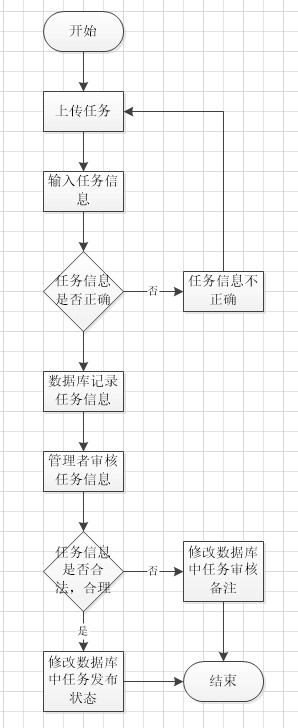 开始
上传任务
输入任务信
息
任务信息
是否正确
否
任务信息不
正确
数据库记录
任务信息
管理者审核
任务信息
任务信息
是否合
法，合理
否
修改数据库
中任务审核
备注
是
修改数据库
中任务发布
状态
结束